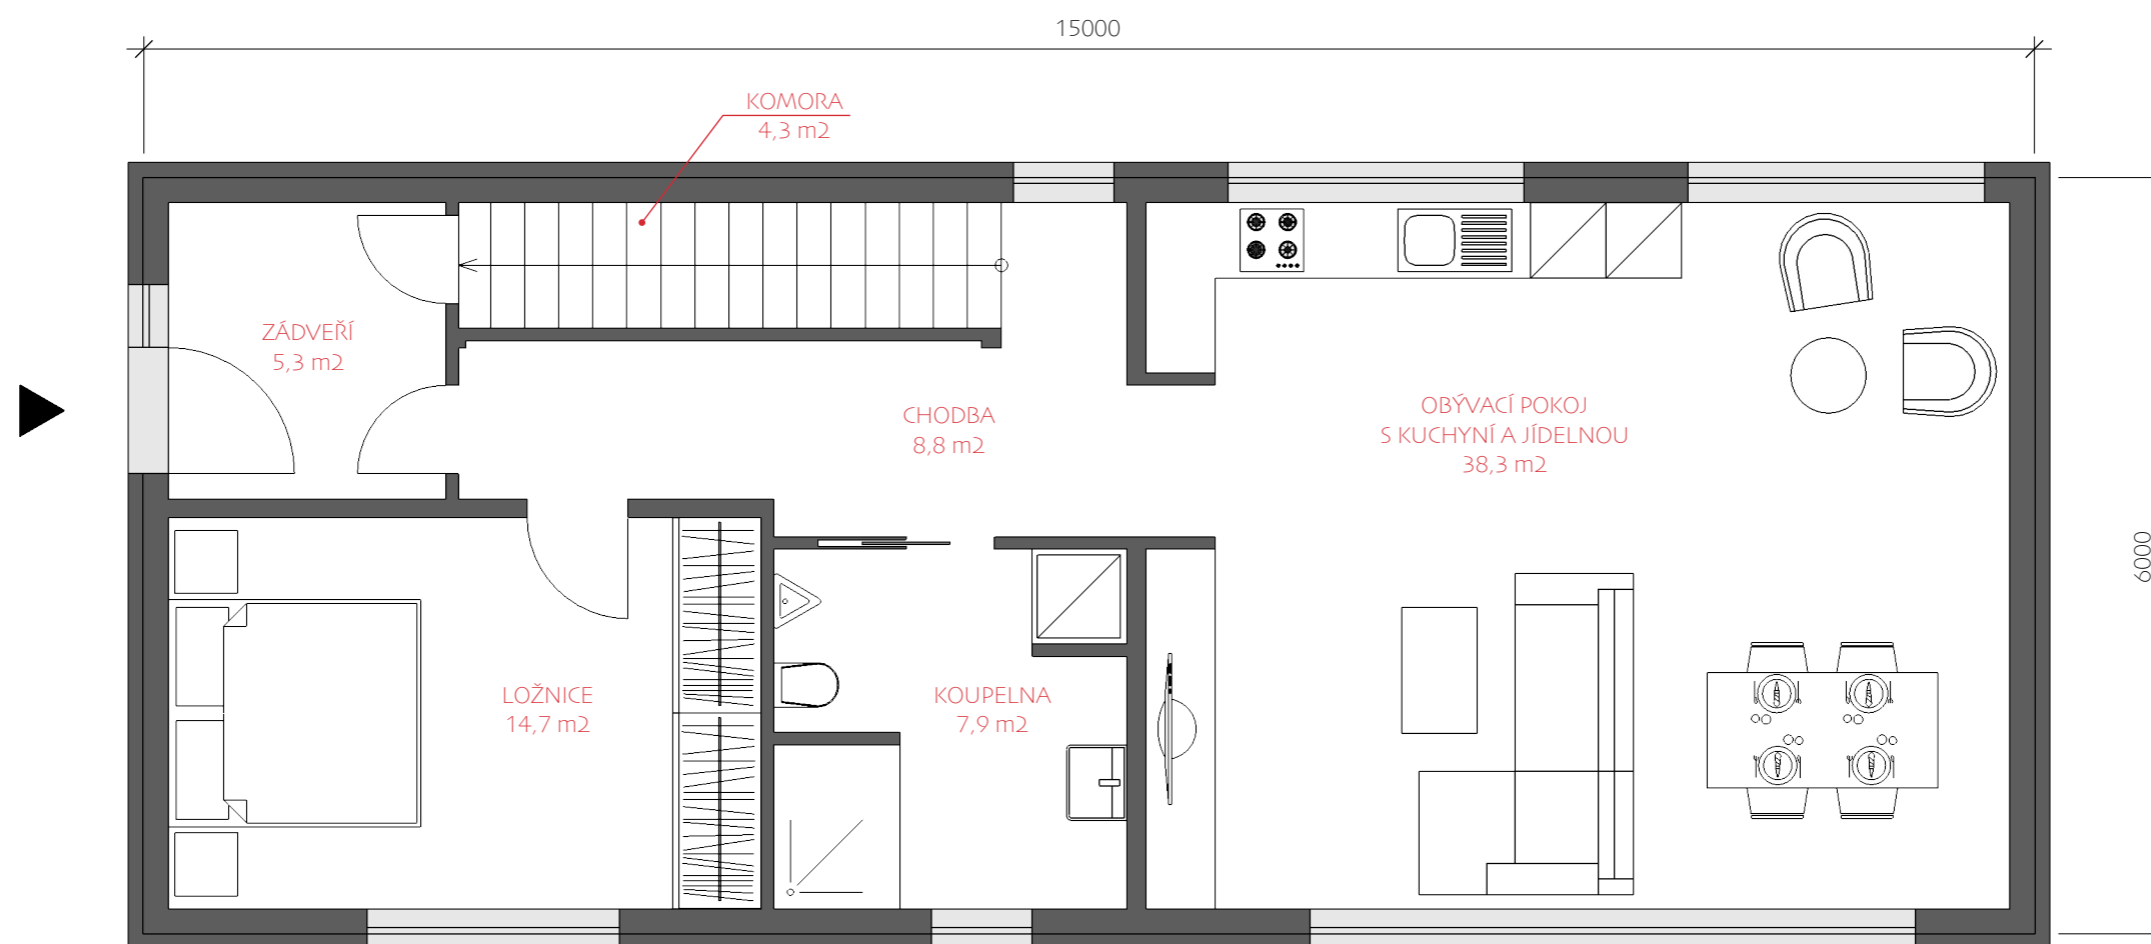 15000
KOMORA
4,3 m2
ZÁDVEŘÍ
5,3 m2
CHODBA
8,8 m2
OBÝVACÍ POKOJ
S KUCHYNÍ A JÍDELNOU
38,3 m2
6000
LOŽNICE
14,7 m2
KOUPELNA
7,9 m2